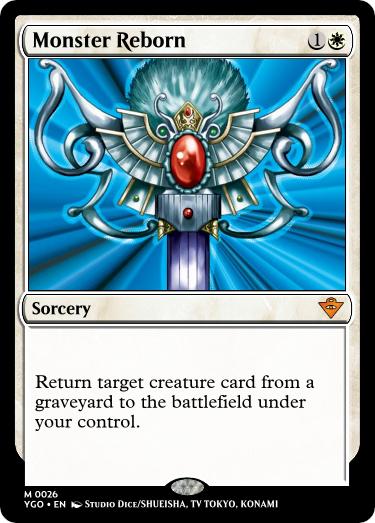 Monster Reborn 1
Sorcery
Return target creature card from a
graveyard to the battlefield under
your control.
M 0026
YGO • EN Studio Dice/SHUEISHA, TV TOKYO, KONAMI